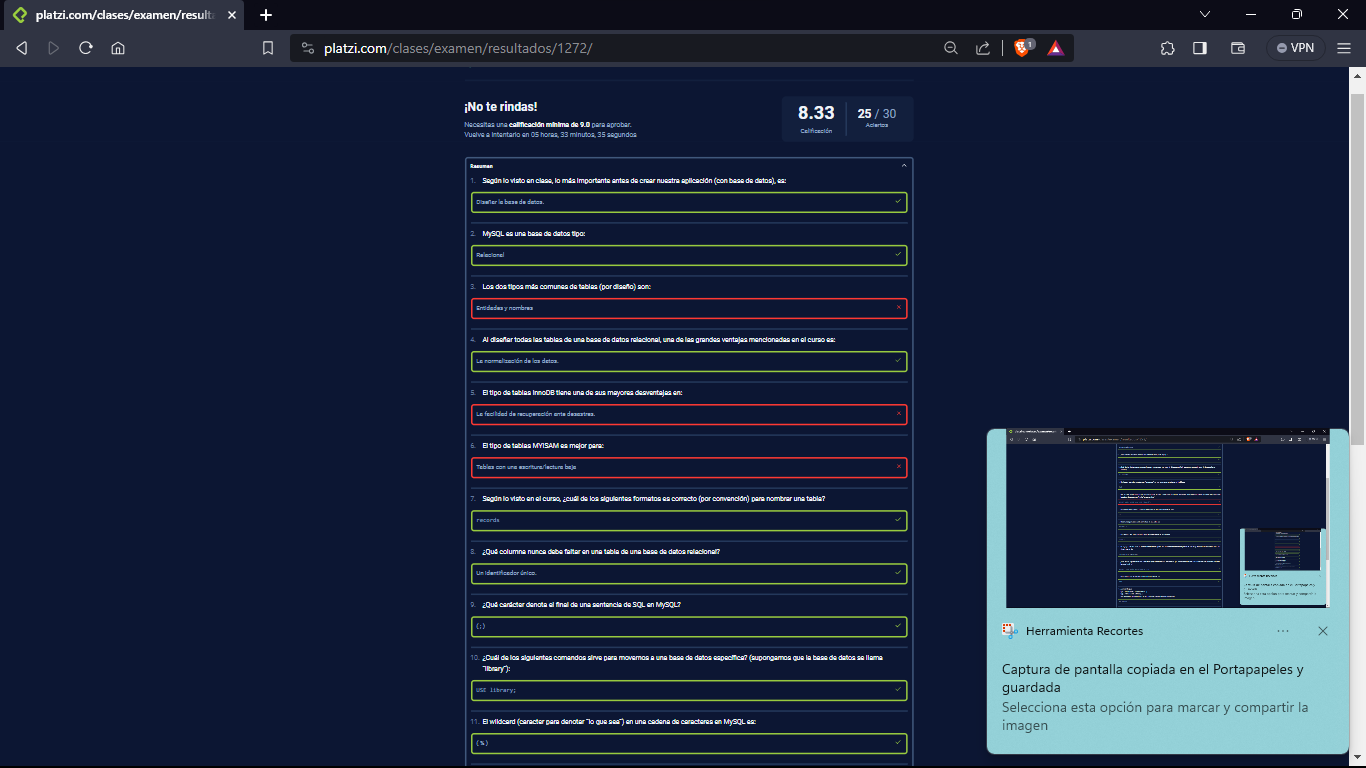 platzi.com/clases/examen/result
platzi.com/clases/examen/resultados/1272/
1
VPN
¡No te rindas!
Necesitas una calificación mínima de 9.0 para aprobar.
Vuelve a intentarlo en 05 horas, 33 minutos, 35 segundos
8.33
Calificación
25 / 30
Aciertos
Resumen
1. Según lo visto en clase, lo más importante antes de crear nuestra aplicación (con base de datos), es:
Diseñar la base de datos.
2. MySQL es una base de datos tipo:
Relacional
3. Los dos tipos más comunes de tablas (por diseño) son:
Entidades y nombres
4. Al diseñar todas las tablas de una base de datos relacional, una de las grandes ventajas mencionadas en el curso es:
La normalización de los datos.
5. El tipo de tablas InnoDB tiene una de sus mayores desventajas en:
La facilidad de recuperación ante desastres.
6. El tipo de tablas MYISAM es mejor para:
Tablas con una escritura/lectura baja
7. Según lo visto en el curso, ¿cuál de los siguientes formatos es correcto (por convención) para nombrar una tabla?
records
8. ¿Qué columna nunca debe faltar en una tabla de una base de datos relacional?
Un identificador único.
9. ¿Qué carácter denota el final de una sentencia de SQL en MySQL?
(;)
10. ¿Cuál de los siguientes comandos sirve para movernos a una base de datos específica? (supongamos que la base de datos se llama
"library"):
USE library;
11. El wildcard (caracter para denotar "lo que sea") en una cadena de caracteres en MySQL es:
(%)
Herramienta Recortes
Captura de pantalla copiada en el Portapapeles y
guardada
Selecciona esta opción para marcar y compartir la
imagen